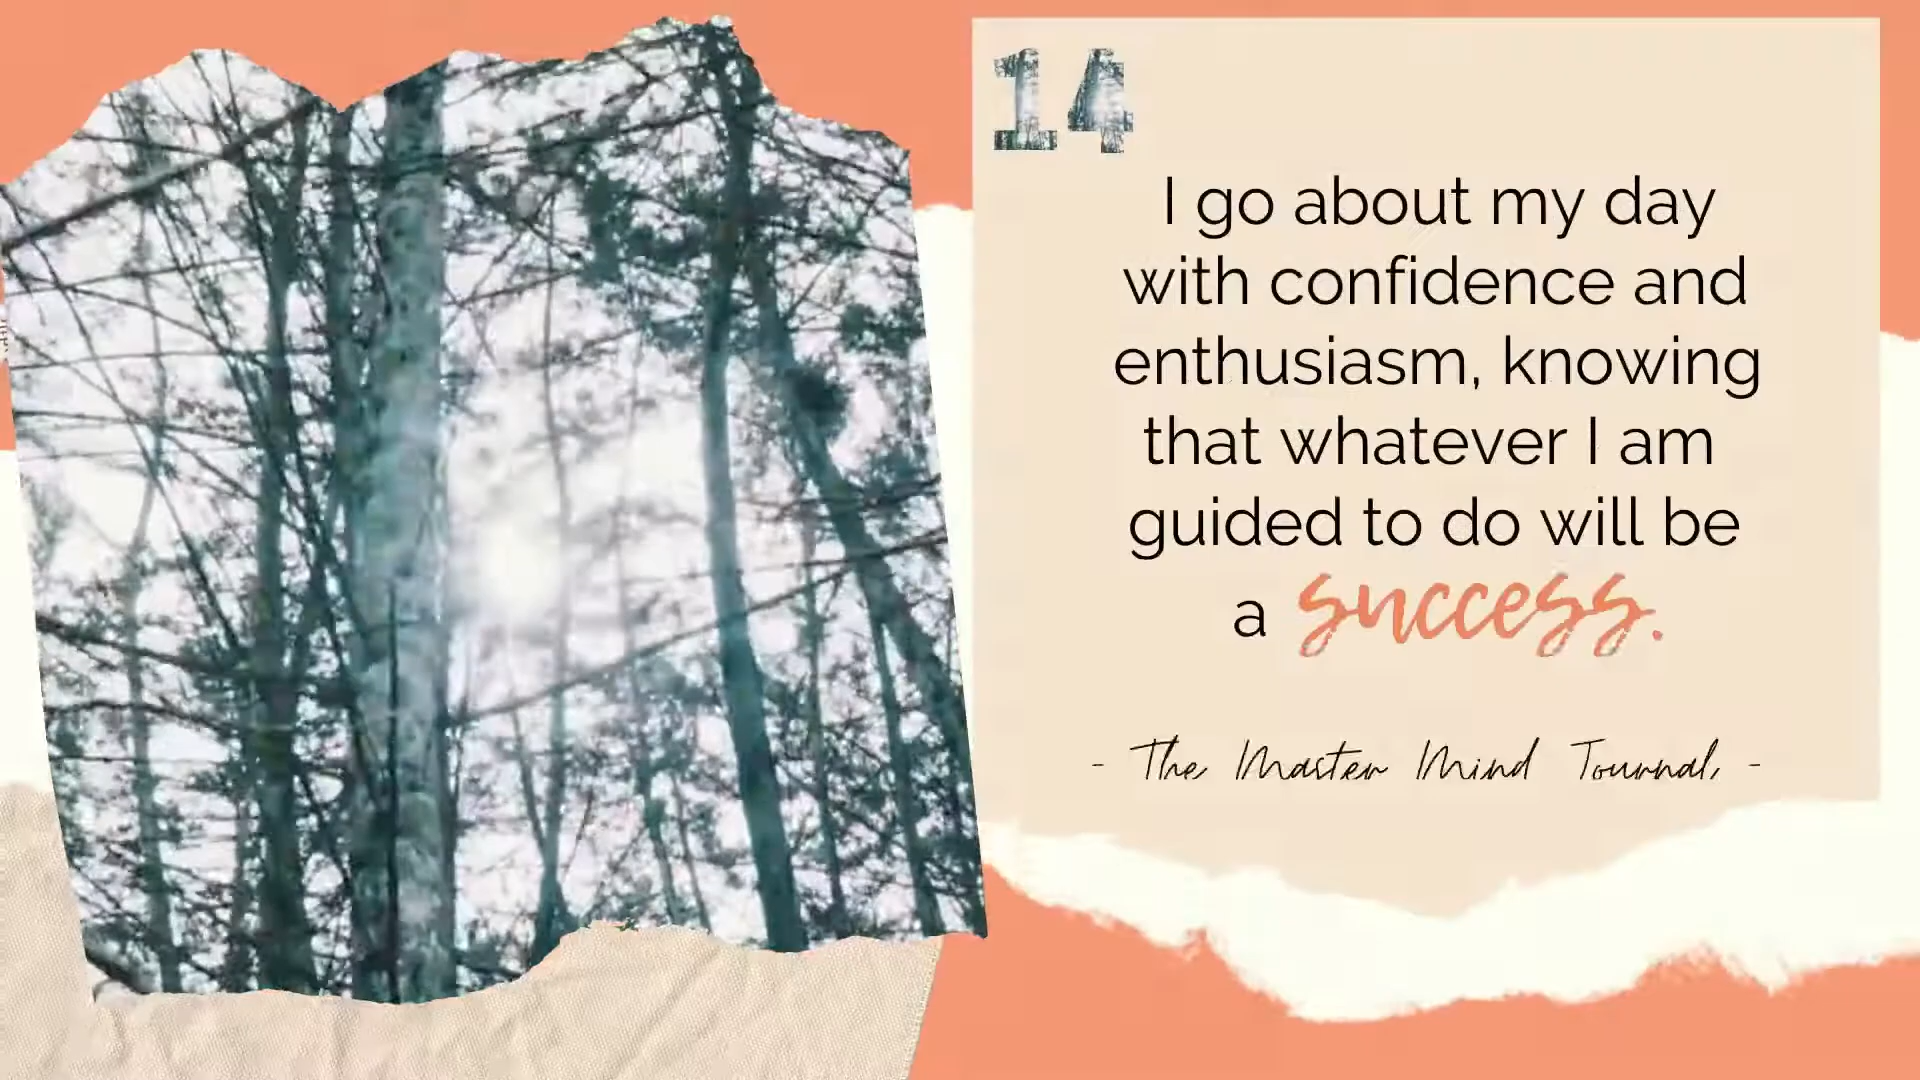 14
I go about my day
with confidence and
enthusiasm, knowing
that whatever I am
guided to do will be
a success.
- The Master Mind Journal, -